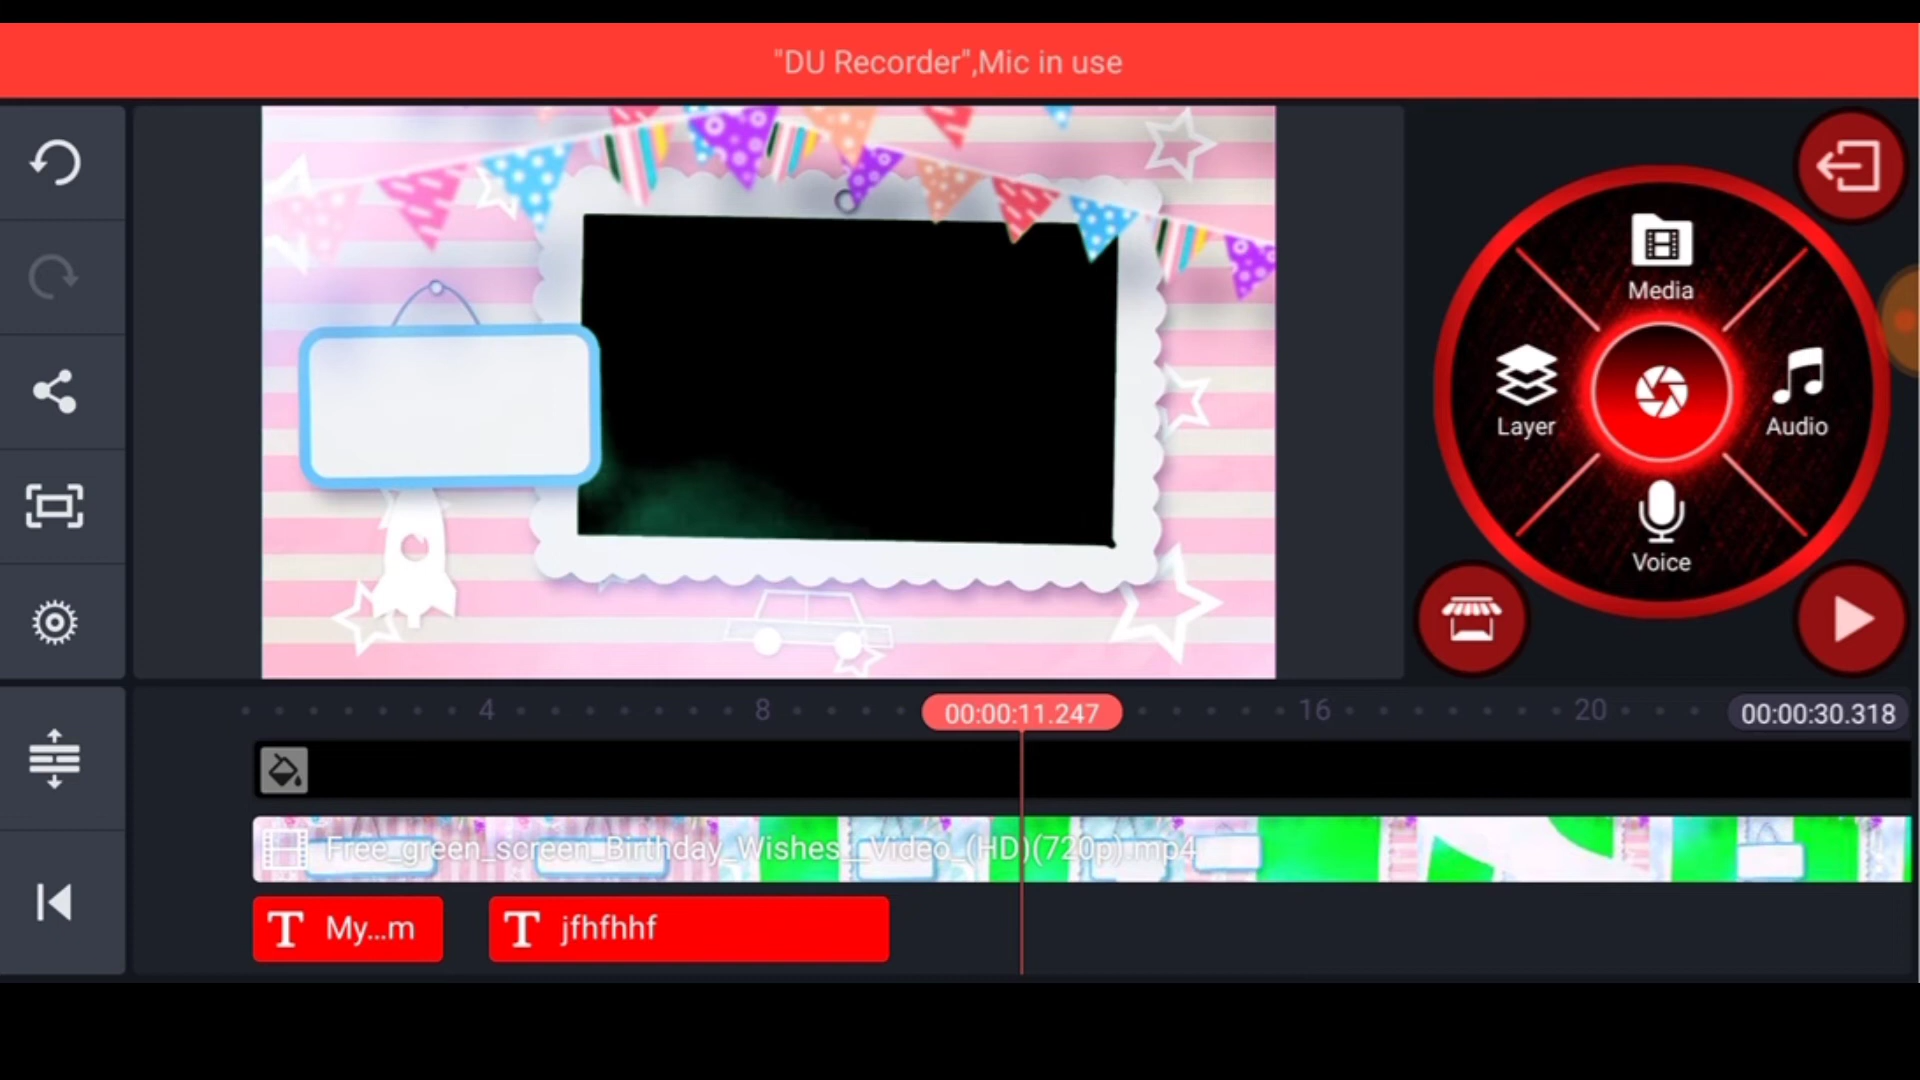 "DU Recorder",Mic in use
Media
Layer
Audio
Voice
4
8
00:00:11.247
16
20
00:00:30.318
Free_green_screen_Birthday_Wishes__Video_(HD)(720p).mp4
T My...m
T jfhfhhf